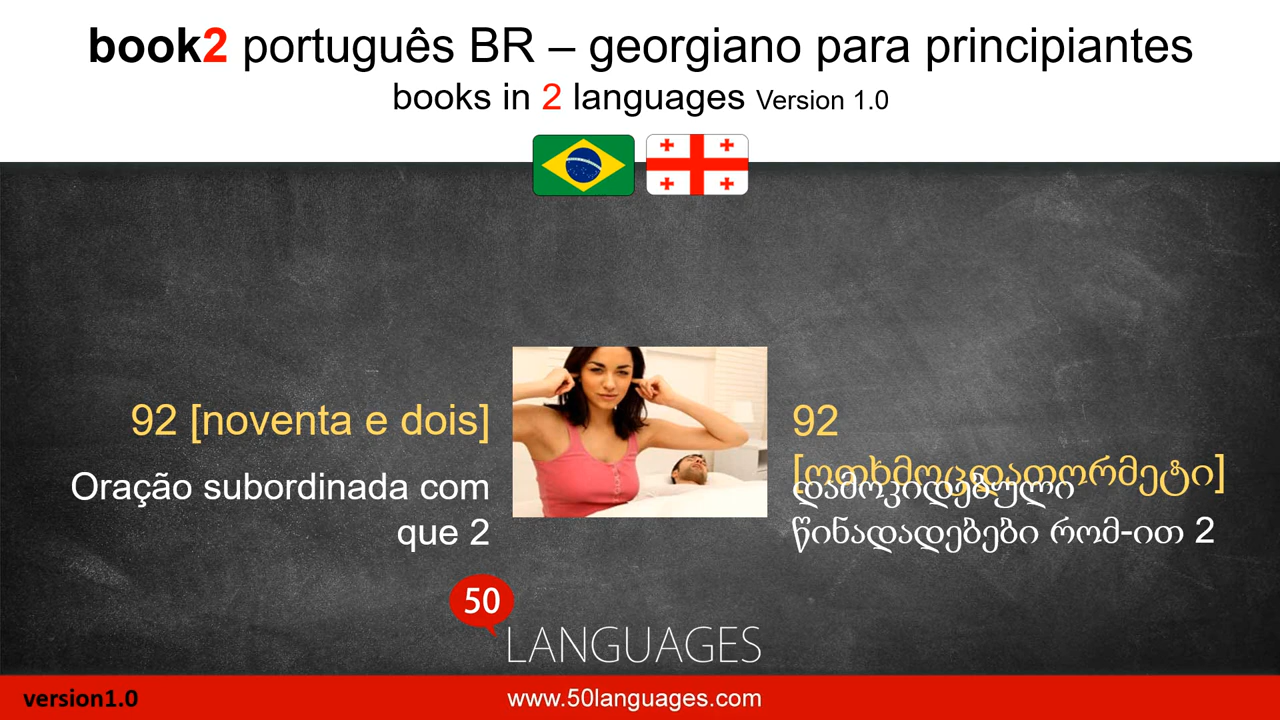 book2 português BR – georgiano para principiantes
books in 2 languages Version 1.0
92 [noventa e dois]
Oração subordinada com
que 2
92
[ოთხმოცდათორმეტი]
დამოკიდებული
წინადადებები რომ-ით 2
50
LANGUAGES
version1.0
www.50languages.com